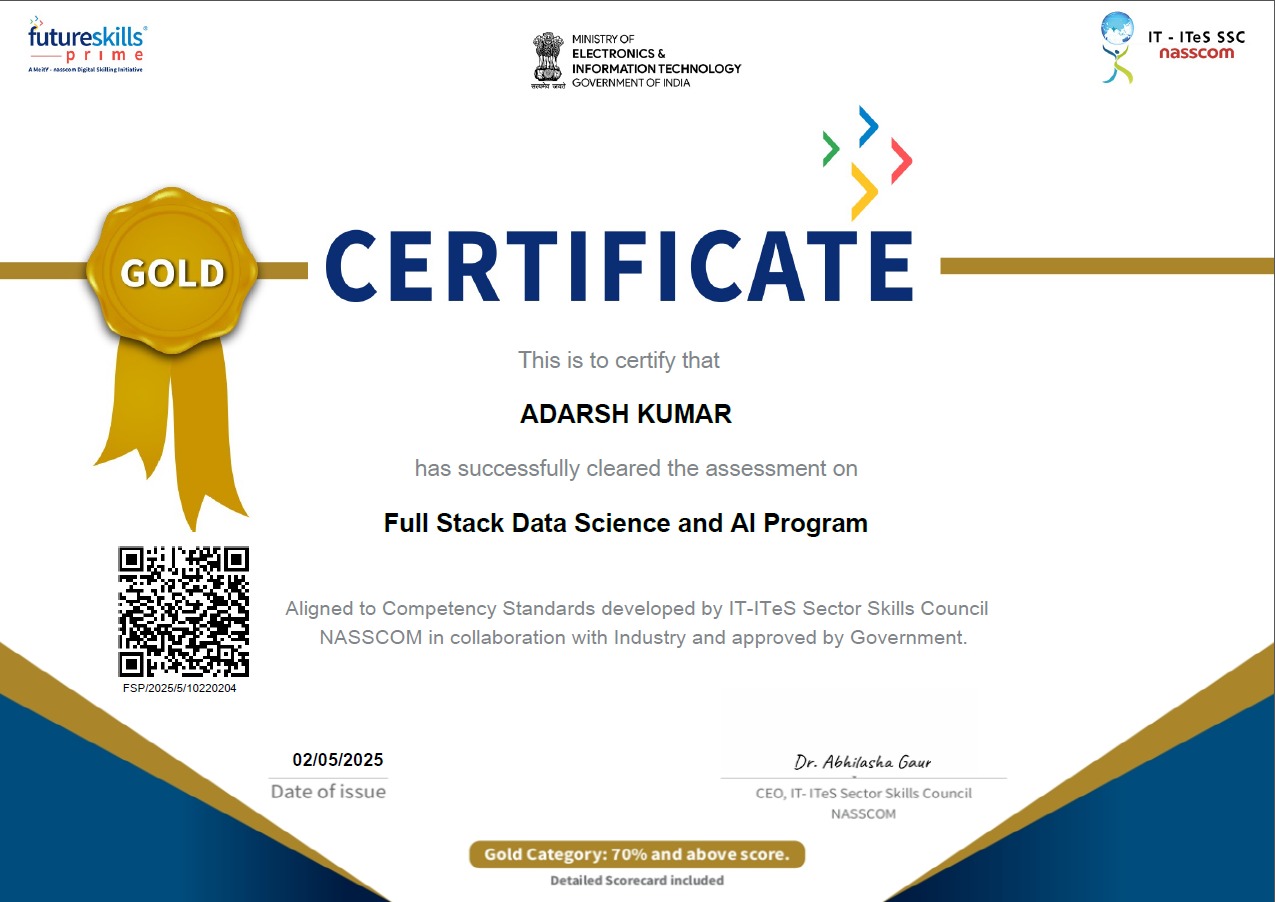 futureskills
prime
A MeitY - nasscom Digital Skilling Initiative
सत्यमेव जयते
MINISTRY OF
ELECTRONICS &
INFORMATION TECHNOLOGY
GOVERNMENT OF INDIA
IT - ITeS SSC
nasscom
GOLD
CERTIFICATE
This is to certify that
ADARSH KUMAR
has successfully cleared the assessment on
Full Stack Data Science and AI Program
Aligned to Competency Standards developed by IT-ITeS Sector Skills Council
NASSCOM in collaboration with Industry and approved by Government.
FSP/2025/5/10220204
02/05/2025
Date of issue
Dr. Abhilasha Gaur
CEO, IT- ITeS Sector Skills Council
NASSCOM
Gold Category: 70% and above score.
Detailed Scorecard included